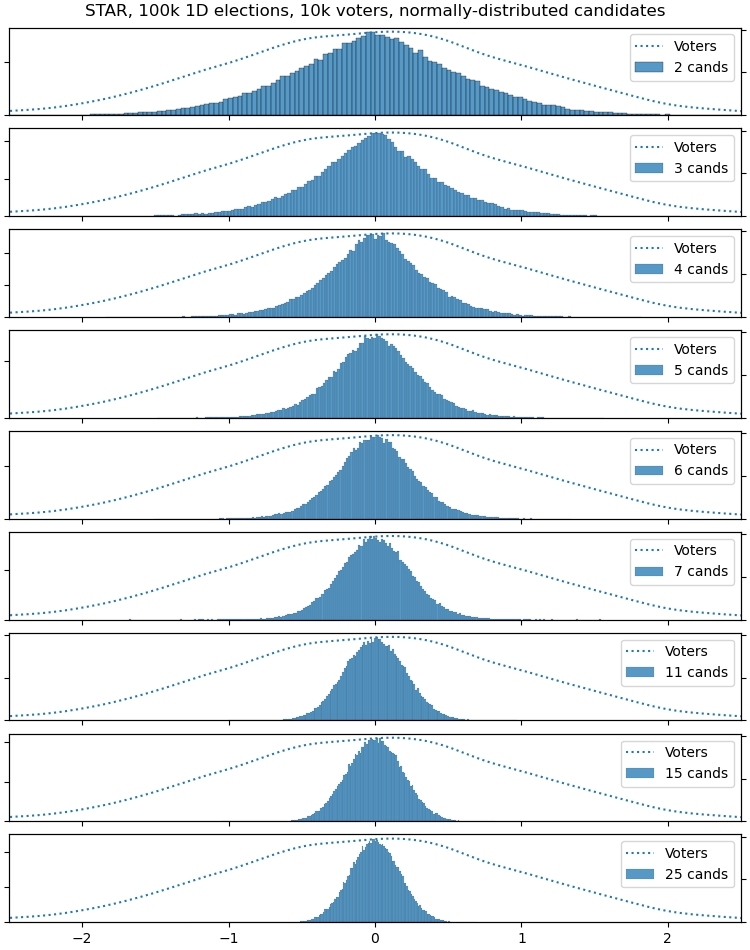 STAR, 100k 1D elections, 10k voters, normally-distributed candidates
Voters
2 cands
Voters
3 cands
Voters
4 cands
Voters
5 cands
Voters
6 cands
Voters
7 cands
Voters
11 cands
Voters
15 cands
Voters
25 cands
−2 −1 0 1 2